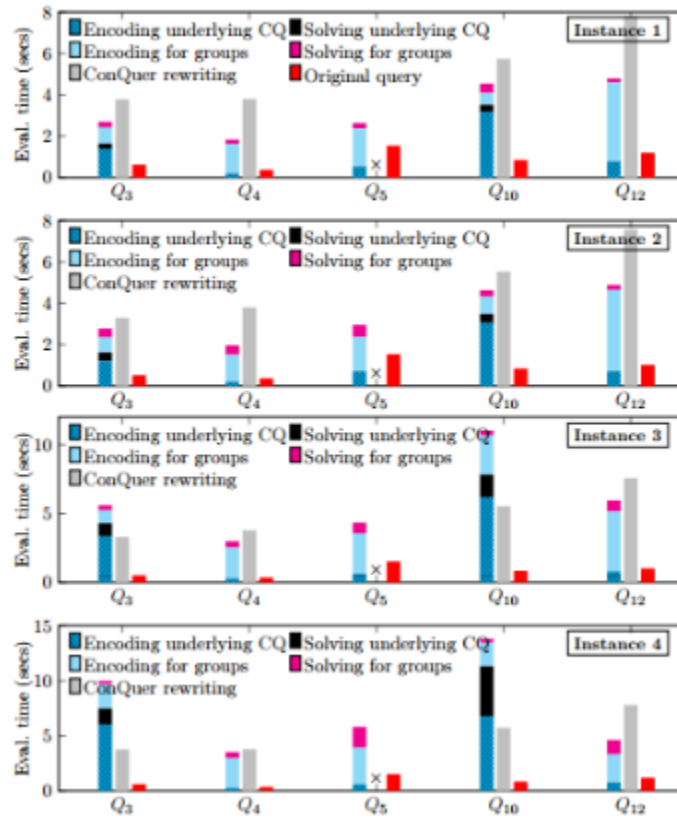 8
6
4
2
0
Eval. time (secs)
Encoding underlying CQ Solving underlying CQ
Encoding for groups Solving for groups
ConQuer rewriting Original query
Instance 1
Q3 Q4 Q5 Q10 Q12
8
6
4
2
0
Eval. time (secs)
Encoding underlying CQ Solving underlying CQ
Encoding for groups Solving for groups
ConQuer rewriting
Instance 2
Q3 Q4 Q5 Q10 Q12
10
5
0
Eval. time (secs)
Encoding underlying CQ Solving underlying CQ
Encoding for groups Solving for groups
ConQuer rewriting
Instance 3
Q3 Q4 Q5 Q10 Q12
15
10
5
0
Eval. time (secs)
Encoding underlying CQ Solving underlying CQ
Encoding for groups Solving for groups
ConQuer rewriting
Instance 4
Q3 Q4 Q5 Q10 Q12